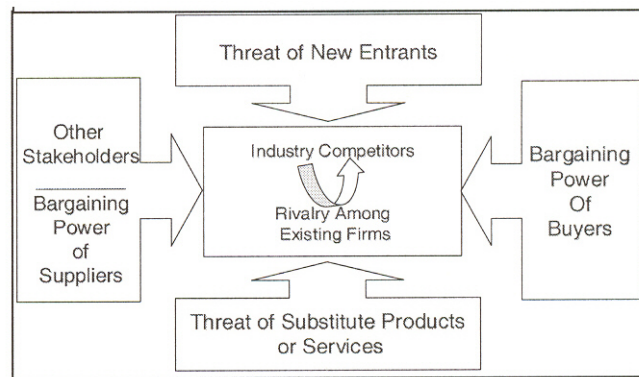 Threat of New Entrants
Other
Stakeholders
Bargaining
Power
of
Suppliers
Industry Competitors
Rivalry Among
Existing Firms
Bargaining
Power
Of
Buyers
Threat of Substitute Products
or Services